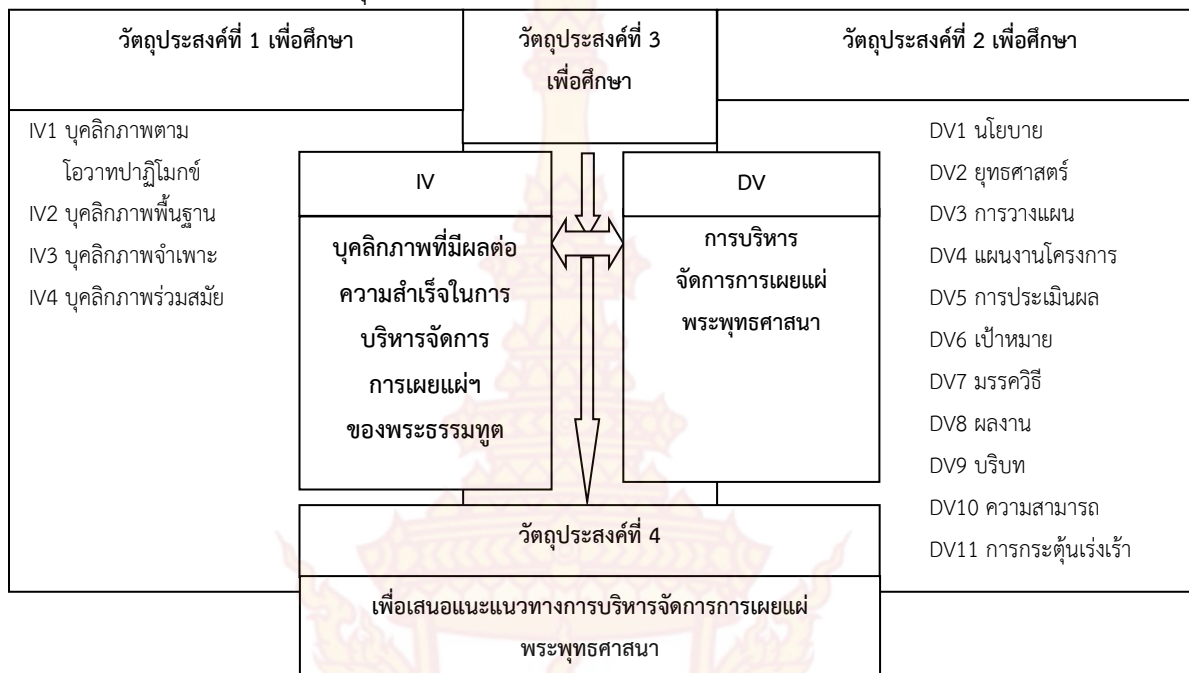 วัตถุประสงค์ที่ 1 เพื่อศึกษา
วัตถุประสงค์ที่ 3
เพื่อศึกษา
วัตถุประสงค์ที่ 2 เพื่อศึกษา
IV1 บุคลิกภาพตาม
โอวาทปาฏิโมกข์
IV2 บุคลิกภาพพื้นฐาน
IV3 บุคลิกภาพจำเพาะ
IV4 บุคลิกภาพร่วมสมัย
IV
บุคลิกภาพที่มีผลต่อ
ความสำเร็จในการ
บริหารจัดการ
การเผยแผ่ฯ
ของพระธรรมทูต
DV
การบริหาร
จัดการการเผยแผ่
พระพุทธศาสนา
DV1 นโยบาย
DV2 ยุทธศาสตร์
DV3 การวางแผน
DV4 แผนงานโครงการ
DV5 การประเมินผล
DV6 เป้าหมาย
DV7 มรรควิธี
DV8 ผลงาน
DV9 บริบท
DV10 ความสามารถ
DV11 การกระตุ้นเร่งเร้า
วัตถุประสงค์ที่ 4
เพื่อเสนอแนะแนวทางการบริหารจัดการการเผยแผ่
พระพุทธศาสนา